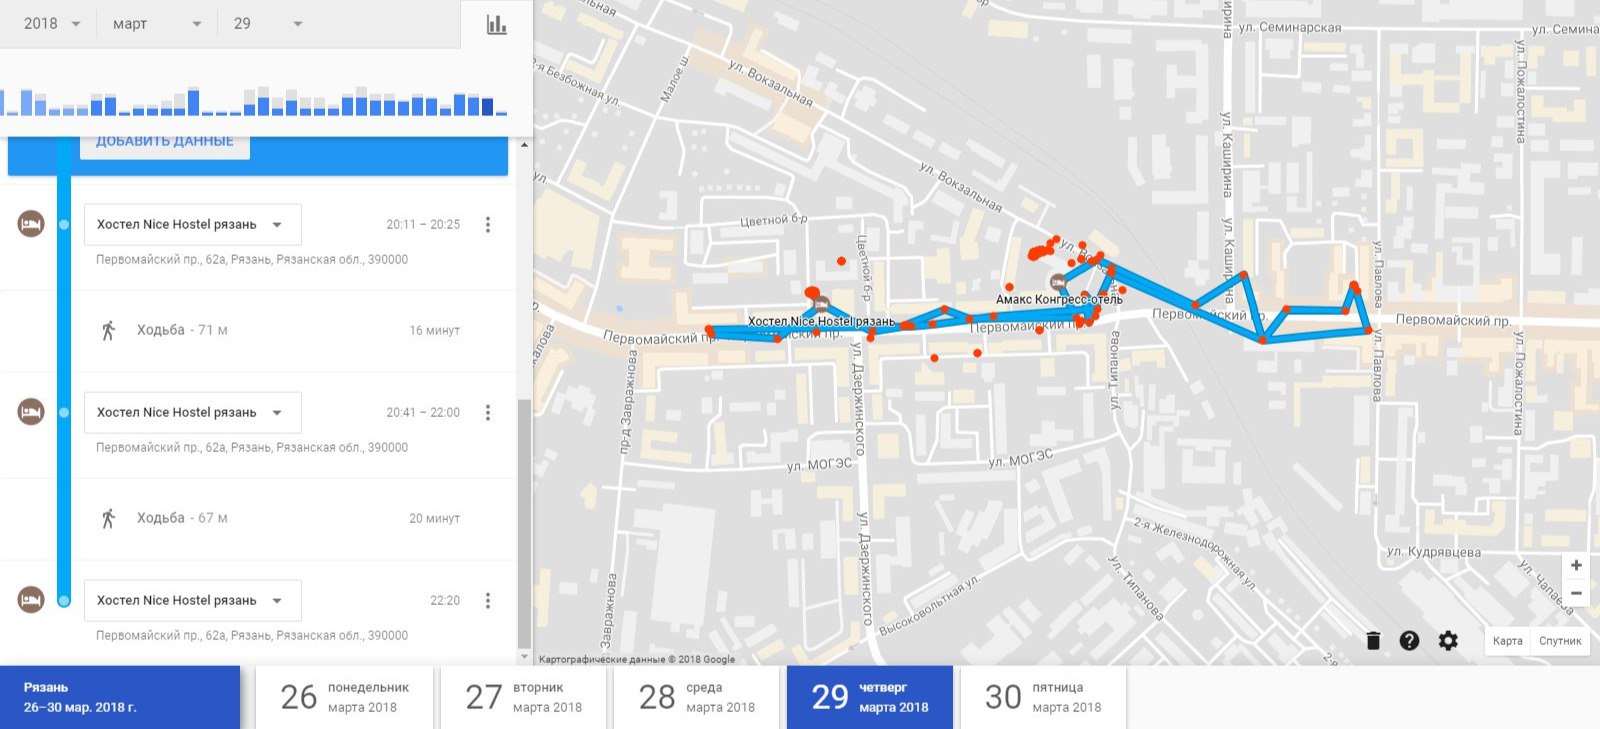 2018
март
29
ДОБАВИТЬ ДАННЫЕ
Хостел Nice Hostel рязань
20:11 – 20:25
Первомайский пр., 62а, Рязань, Рязанская обл., 390000
Ходьба - 71 м
16 минут
Хостел Nice Hostel рязань
20:41 – 22:00
Первомайский пр., 62а, Рязань, Рязанская обл., 390000
Ходьба - 67 м
20 минут
Хостел Nice Hostel рязань
22:20
Первомайский пр., 62а, Рязань, Рязанская обл., 390000
2-я Безбожная ул.
Малое ш.
ул. Вокзальная
ул. Вокзальная
ул. Каширина
ул. Каширина
ул. Каширина
ул. Семинарская
ул. Семина
ул. Пожалостина
Цветной б-р
Цветной б-р
Амакс Конгресс-отель
Хостел Nice Hostel рязань
Первомайский пр.
Первомайский пр.
Первомайский пр.
Первомайский пр.
ул. Павлова
ул. Павлова
ул. Пожалостина
ул. Типанова
пр-д Завражнова
ул. Дзержинского
ул. МОГЭС
ул. МОГЭС
ул. Дзержинского
Завражнова
Высоковольтная ул.
2-я Железнодорожная ул.
ул. Типанова
ул. Кудрявцева
ул. Чапаева
2-я
+
−
Карта
Спутник
Картографические данные © 2018 Google
Рязань
26–30 мар. 2018 г.
26 понедельник
марта 2018
27 вторник
марта 2018
28 среда
марта 2018
29 четверг
марта 2018
30 пятница
марта 2018